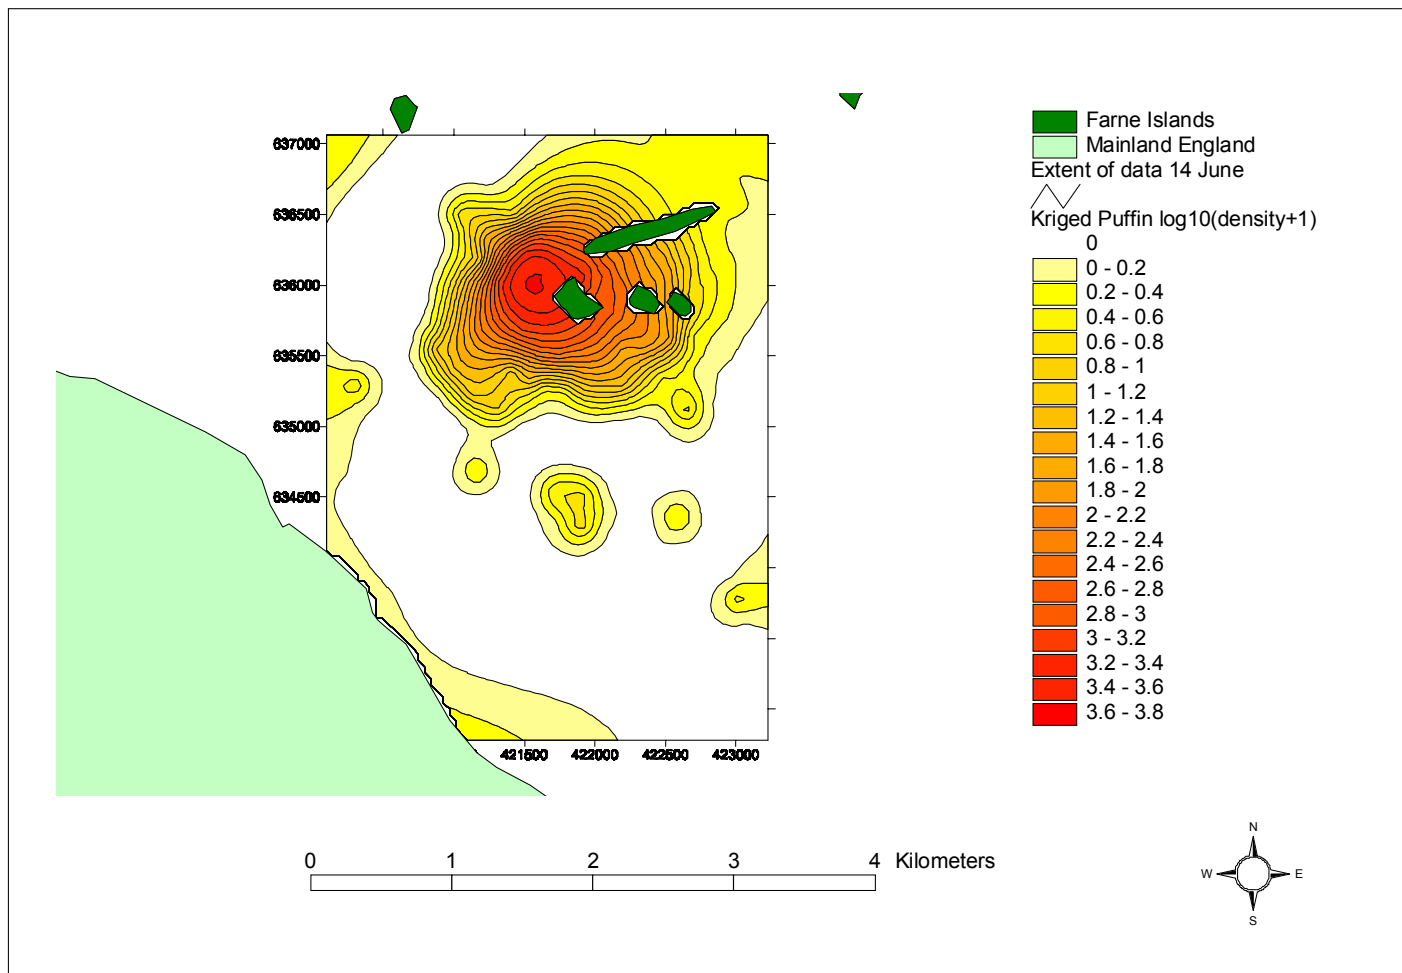 637000
636500
636000
635500
635000
634500
421500
422000
422500
423000
Farne Islands
Mainland England
Extent of data 14 June
Kriged Puffin log10(density+1)
0
0 - 0.2
0.2 - 0.4
0.4 - 0.6
0.6 - 0.8
0.8 - 1
1 - 1.2
1.2 - 1.4
1.4 - 1.6
1.6 - 1.8
1.8 - 2
2 - 2.2
2.2 - 2.4
2.4 - 2.6
2.6 - 2.8
2.8 - 3
3 - 3.2
3.2 - 3.4
3.4 - 3.6
3.6 - 3.8
0 1 2 3 4 Kilometers
N
W E
S